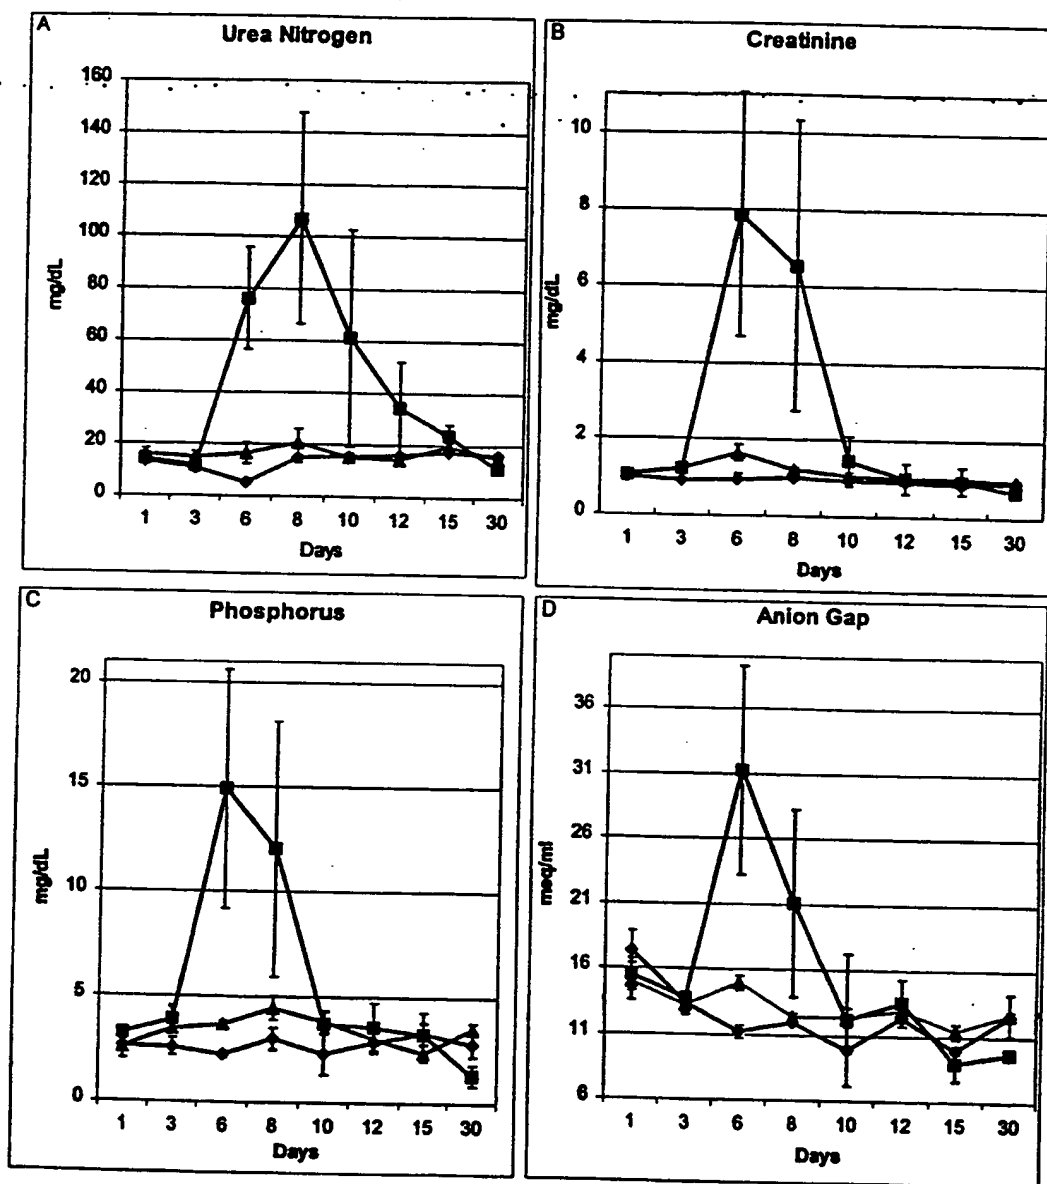 A
Urea Nitrogen
160
140
120
100
80
60
40
20
0
mg/dL
1 3 6 8 10 12 15 30
Days
B
Creatinine
10
8
6
4
2
0
mg/dL
1 3 6 8 10 12 15 30
Days
C
Phosphorus
20
15
10
5
0
mg/dL
1 3 6 8 10 12 15 30
Days
D
Anion Gap
36
31
26
21
16
11
6
meq/ml
1 3 6 8 10 12 15 30
Days